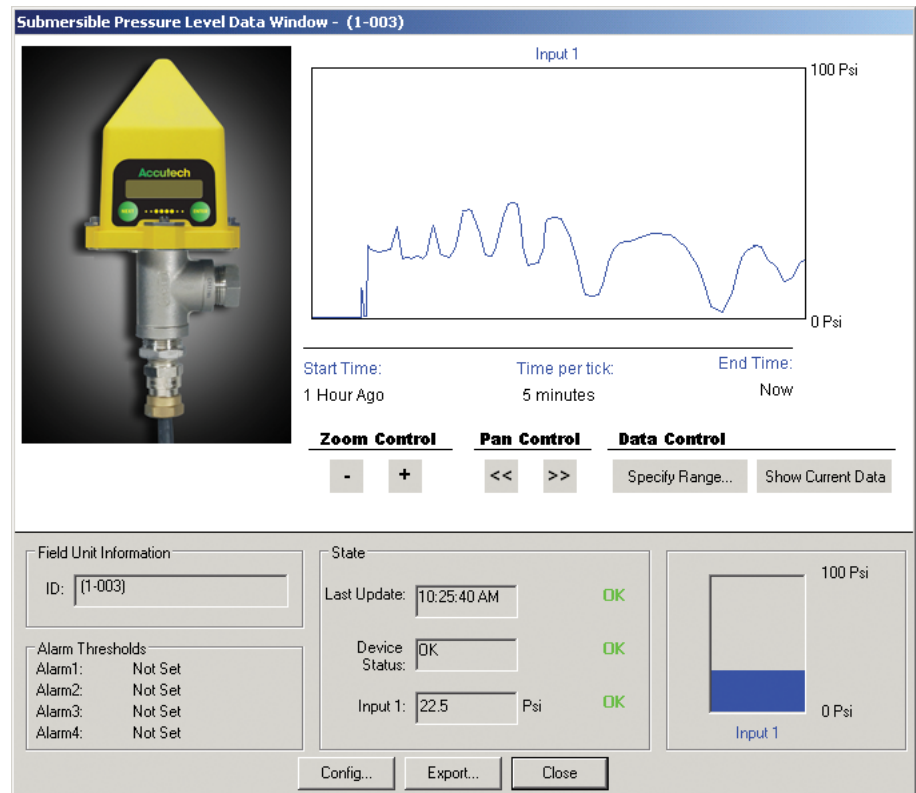 Submersible Pressure Level Data Window - (1-003)
Accutech
NEXT
ENTER
Input 1
100 Psi
0 Psi
Start Time:
Time per tick:
End Time:
1 Hour Ago
5 minutes
Now
Zoom Control
Pan Control
Data Control
-
+
<<
>>
Specify Range...
Show Current Data
Field Unit Information
ID:
(1-003)
Alarm Thresholds
Alarm1: Not Set
Alarm2: Not Set
Alarm3: Not Set
Alarm4: Not Set
State
Last Update: 10:25:40 AM OK
Device
Status:
OK
OK
Input 1: 22.5 Psi OK
100 Psi
0 Psi
Input 1
Config...
Export...
Close